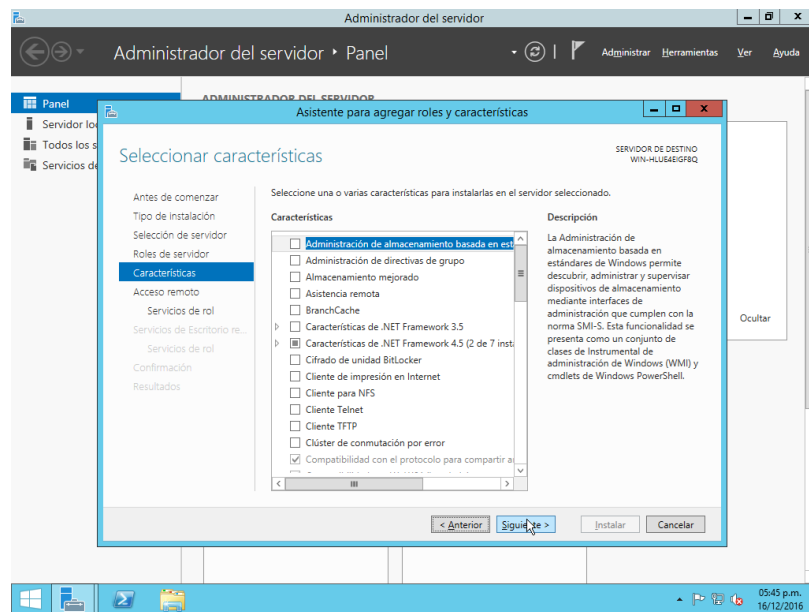 Administrador del servidor
Administrador del servidor ‣ Panel
Administrar Herramientas Ver Ayuda
ADMINISTRADOR DEL SERVIDOR
Panel
Servidor lo
Todos los s
Servicios de
Asistente para agregar roles y características
Seleccionar características
SERVIDOR DE DESTINO
WIN-HLUE4EIGF8Q
Antes de comenzar
Tipo de instalación
Selección de servidor
Roles de servidor
Características
Acceso remoto
Servicios de rol
Servicios de Escritorio re...
Servicios de rol
Confirmación
Resultados
Seleccione una o varias características para instalarlas en el servidor seleccionado.
Características
Administración de almacenamiento basada en est
Administración de directivas de grupo
Almacenamiento mejorado
Asistencia remota
BranchCache
Características de .NET Framework 3.5
Características de .NET Framework 4.5 (2 de 7 inst
Cifrado de unidad BitLocker
Cliente de impresión en Internet
Cliente para NFS
Cliente Telnet
Cliente TFTP
Clúster de conmutación por error
Compatibilidad con el protocolo para compartir a
Descripción
La Administración de
almacenamiento basada en
estándares de Windows permite
descubrir, administrar y supervisar
dispositivos de almacenamiento
mediante interfaces de
administración que cumplen con la
norma SMI-S. Esta funcionalidad se
presenta como un conjunto de
clases de Instrumental de
administración de Windows (WMI) y
cmdlets de Windows PowerShell.
Ocultar
< Anterior Siguiente > Instalar Cancelar
05:45 p.m.
16/12/2016